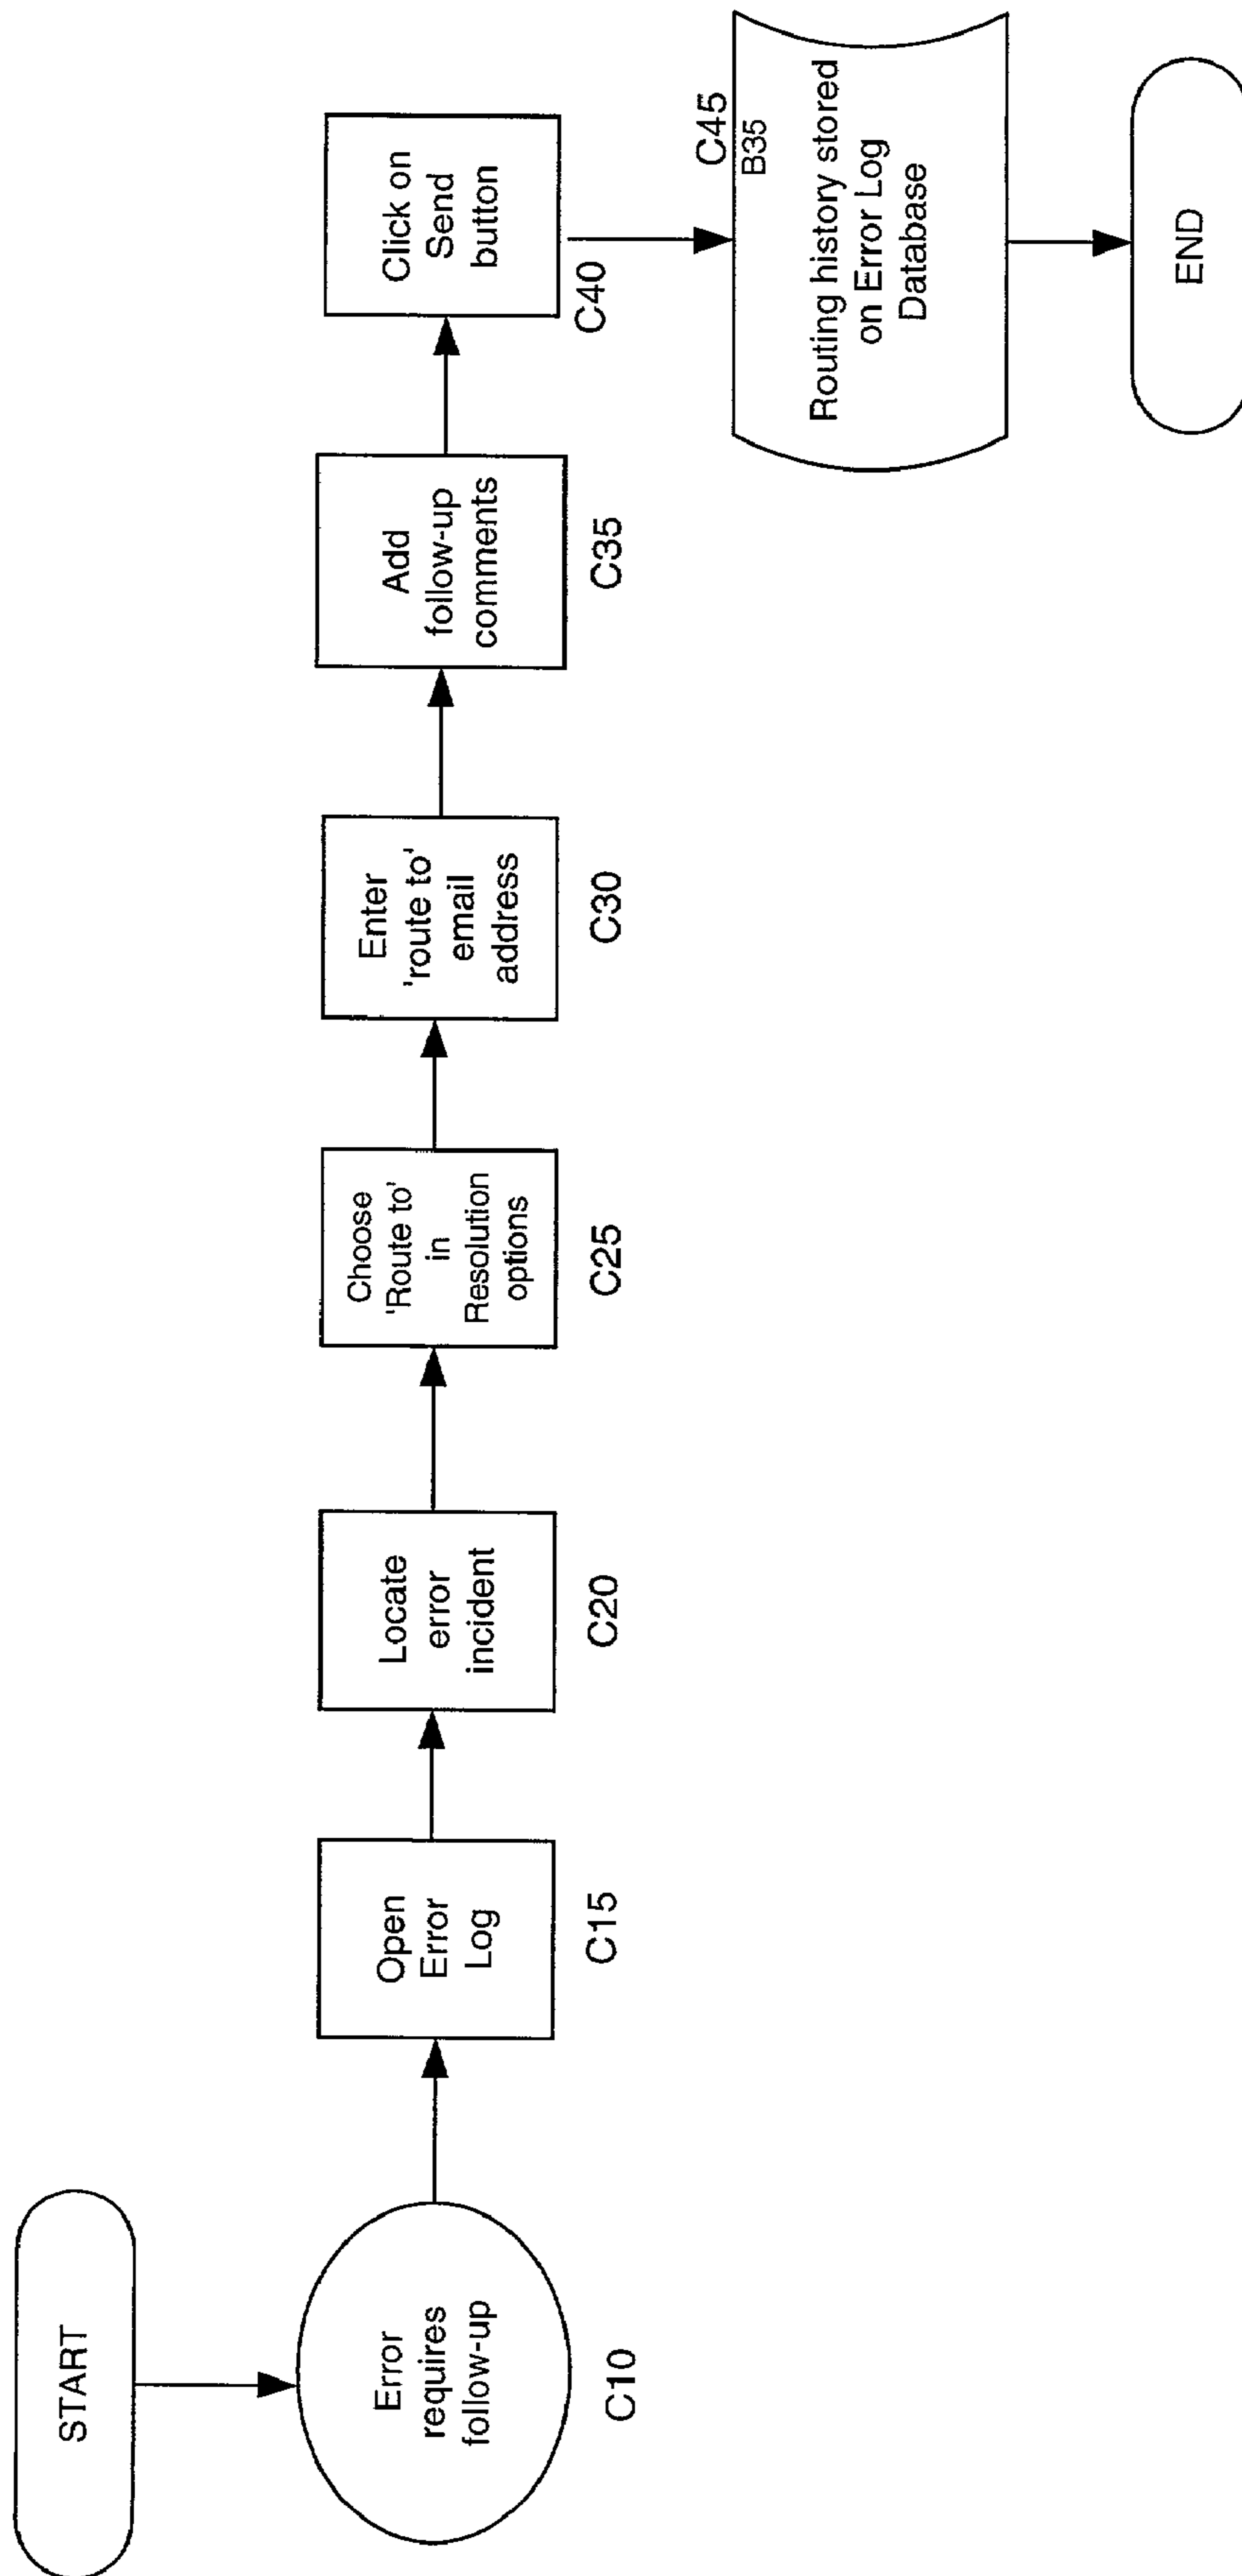 START
Error
requires
follow-up
C10
Open
Error
Log
C15
Locate
error
incident
C20
Choose
'Route to'
in
Resolution
options
C25
Enter
'route to'
email
address
C30
Add
follow-up
comments
C35
Click on
Send
button
C40
C45
B35
Routing history stored
on Error Log
Database
END